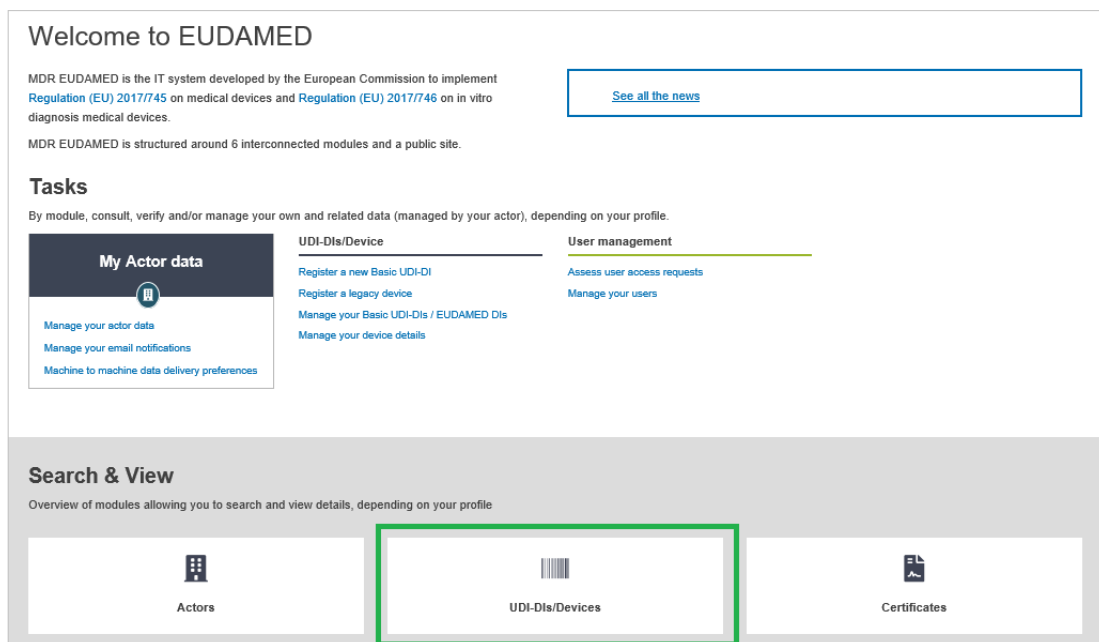 Welcome to EUDAMED
MDR EUDAMED is the IT system developed by the European Commission to implement
Regulation (EU) 2017/745 on medical devices and Regulation (EU) 2017/746 on in vitro
diagnosis medical devices.
MDR EUDAMED is structured around 6 interconnected modules and a public site.
See all the news
Tasks
By module, consult, verify and/or manage your own and related data (managed by your actor), depending on your profile.
My Actor data
Manage your actor data
Manage your email notifications
Machine to machine data delivery preferences
UDI-DIs/Device
Register a new Basic UDI-DI
Register a legacy device
Manage your Basic UDI-DIs / EUDAMED DIs
Manage your device details
User management
Assess user access requests
Manage your users
Search & View
Overview of modules allowing you to search and view details, depending on your profile
Actors
UDI-DIs/Devices
Certificates